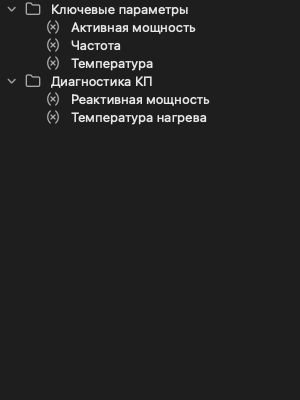 Ключевые параметры
Активная мощность
Частота
Температура
Диагностика КП
Реактивная мощность
Температура нагрева